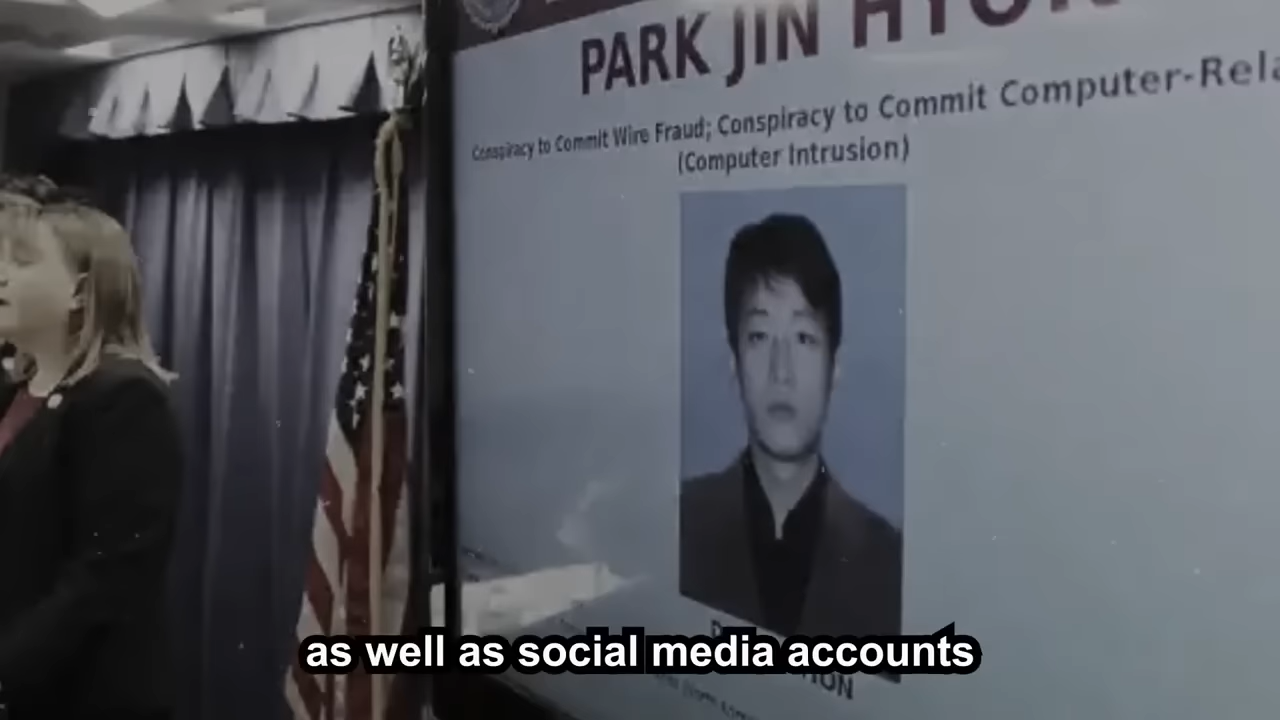 PARK JIN HYOK
Conspiracy to Commit Wire Fraud; Conspiracy to Commit Computer-Rela
(Computer Intrusion)
as well as social media accounts